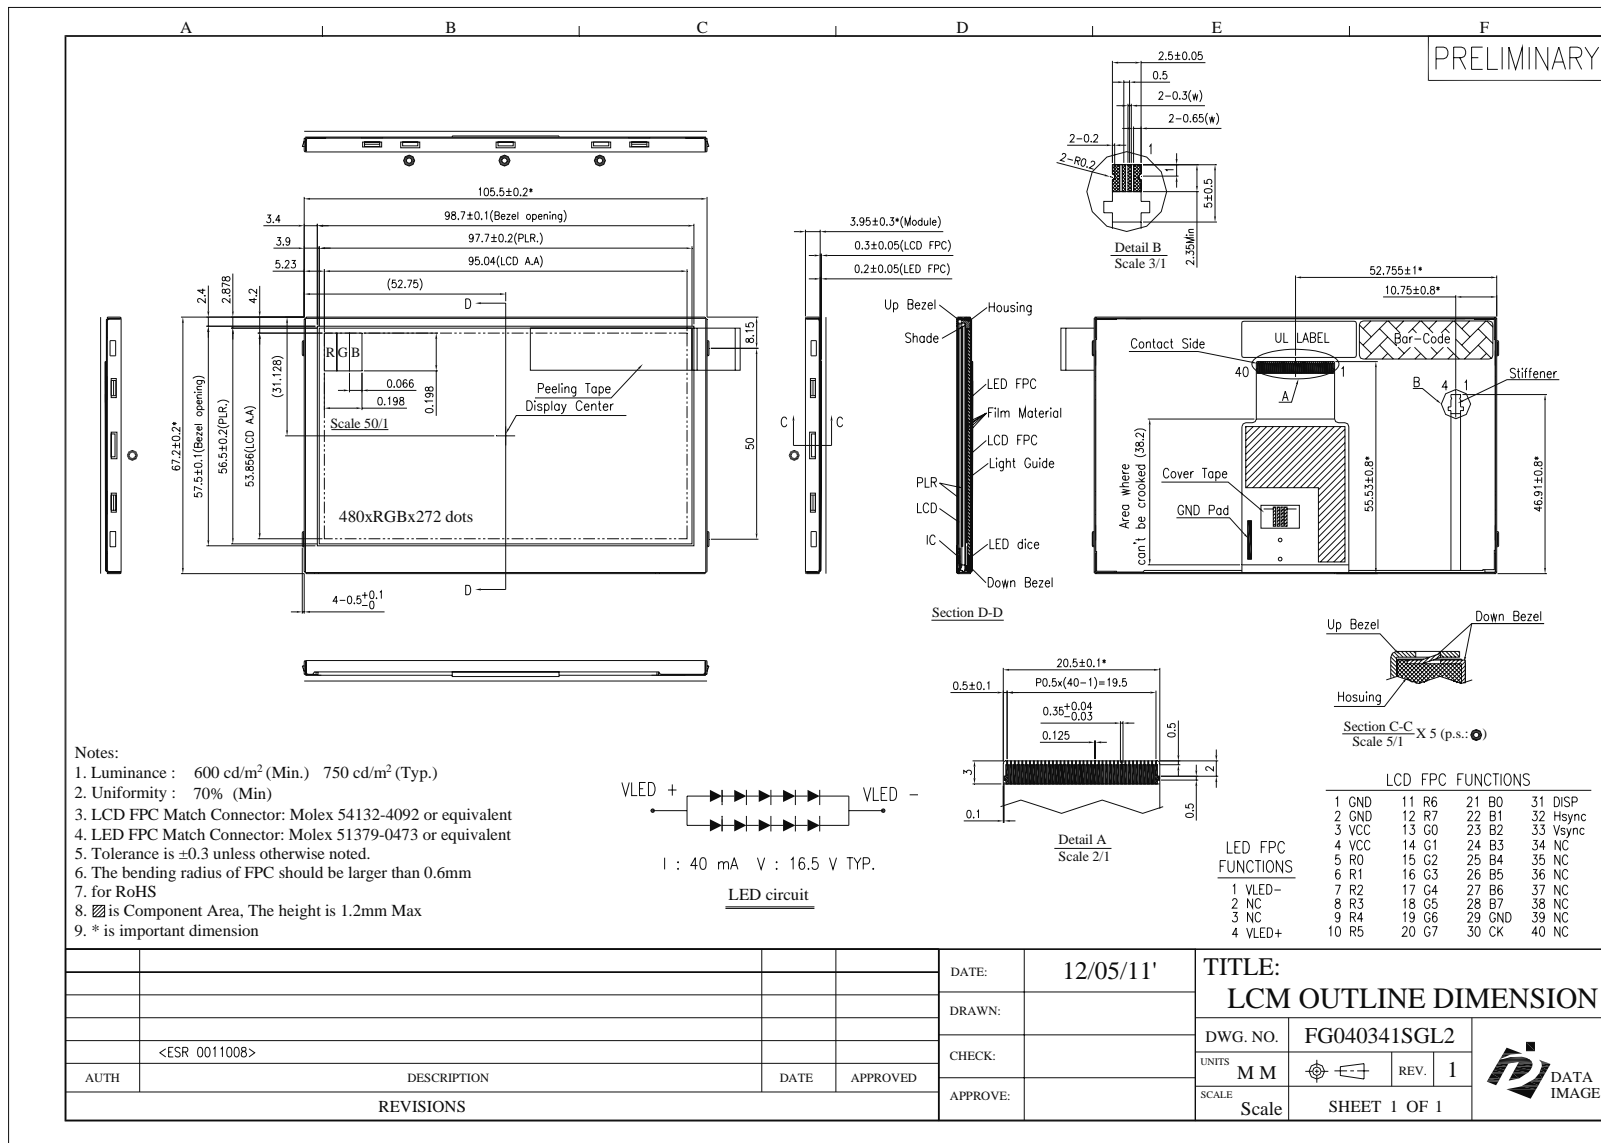 A B C D E F
PRELIMINARY
2.5±0.05
0.5
2-0.3(w)
2-0.65(w)
2-0.2
2-R0.2
1
1
5±0.5
2.35Min
Detail B
Scale 3/1
105.5±0.2*
98.7±0.1(Bezel opening)
97.7±0.2(PLR.)
95.04(LCD A.A)
(52.75)
3.4
3.9
5.23
2.4
2.878
4.2
D
D
67.2±0.2*
57.5±0.1(Bezel opening)
56.5±0.2(PLR.)
53.856(LCD A.A)
(31.128)
RGB
0.066
0.198
0.198
Scale 50/1
Peeling Tape
Display Center
480xRGBx272 dots
4-0.5+0.1
-0
8.15
50
3.95±0.3*(Module)
0.3±0.05(LCD FPC)
0.2±0.05(LED FPC)
C C
Up Bezel
Housing
Shade
LED FPC
Film Material
LCD FPC
Light Guide
PLR
LCD
IC
LED dice
Down Bezel
Section D-D
52.755±1*
10.75±0.8*
UL LABEL
Bar-Code
Contact Side
40 1
A
B
4 1
Stiffener
Area where
can't be crooked (38.2)
Cover Tape
GND Pad
55.53±0.8*
46.91±0.8*
Up Bezel
Down Bezel
Hosuing
Section C-C X 5 (p.s.: )
Scale 5/1
20.5±0.1*
0.5±0.1
P0.5x(40-1)=19.5
0.35+0.04
-0.03
0.125
0.5
3
2
0.5
0.1
Detail A
Scale 2/1
Notes:
1. Luminance : 600 cd/m² (Min.) 750 cd/m² (Typ.)
2. Uniformity : 70% (Min)
3. LCD FPC Match Connector: Molex 54132-4092 or equivalent
4. LED FPC Match Connector: Molex 51379-0473 or equivalent
5. Tolerance is ±0.3 unless otherwise noted.
6. The bending radius of FPC should be larger than 0.6mm
7. for RoHS
8. is Component Area, The height is 1.2mm Max
9. * is important dimension
VLED + VLED -
I : 40 mA V : 16.5 V TYP.
LED circuit
LED FPC
FUNCTIONS
1 VLED-
2 NC
3 NC
4 VLED+
LCD FPC FUNCTIONS
1 GND 11 R6 21 B0 31 DISP
2 GND 12 R7 22 B1 32 Hsync
3 VCC 13 G0 23 B2 33 Vsync
4 VCC 14 G1 24 B3 34 NC
5 R0 15 G2 25 B4 35 NC
6 R1 16 G3 26 B5 36 NC
7 R2 17 G4 27 B6 37 NC
8 R3 18 G5 28 B7 38 NC
9 R4 19 G6 29 GND 39 NC
10 R5 20 G7 30 CK 40 NC
<ESR 0011008>
AUTH DESCRIPTION DATE APPROVED
REVISIONS
DATE: 12/05/11'
DRAWN:
CHECK:
APPROVE:
TITLE:
LCM OUTLINE DIMENSION
DWG. NO. FG040341SGL2
UNITS M M REV. 1
SCALE Scale SHEET 1 OF 1
DATA
IMAGE